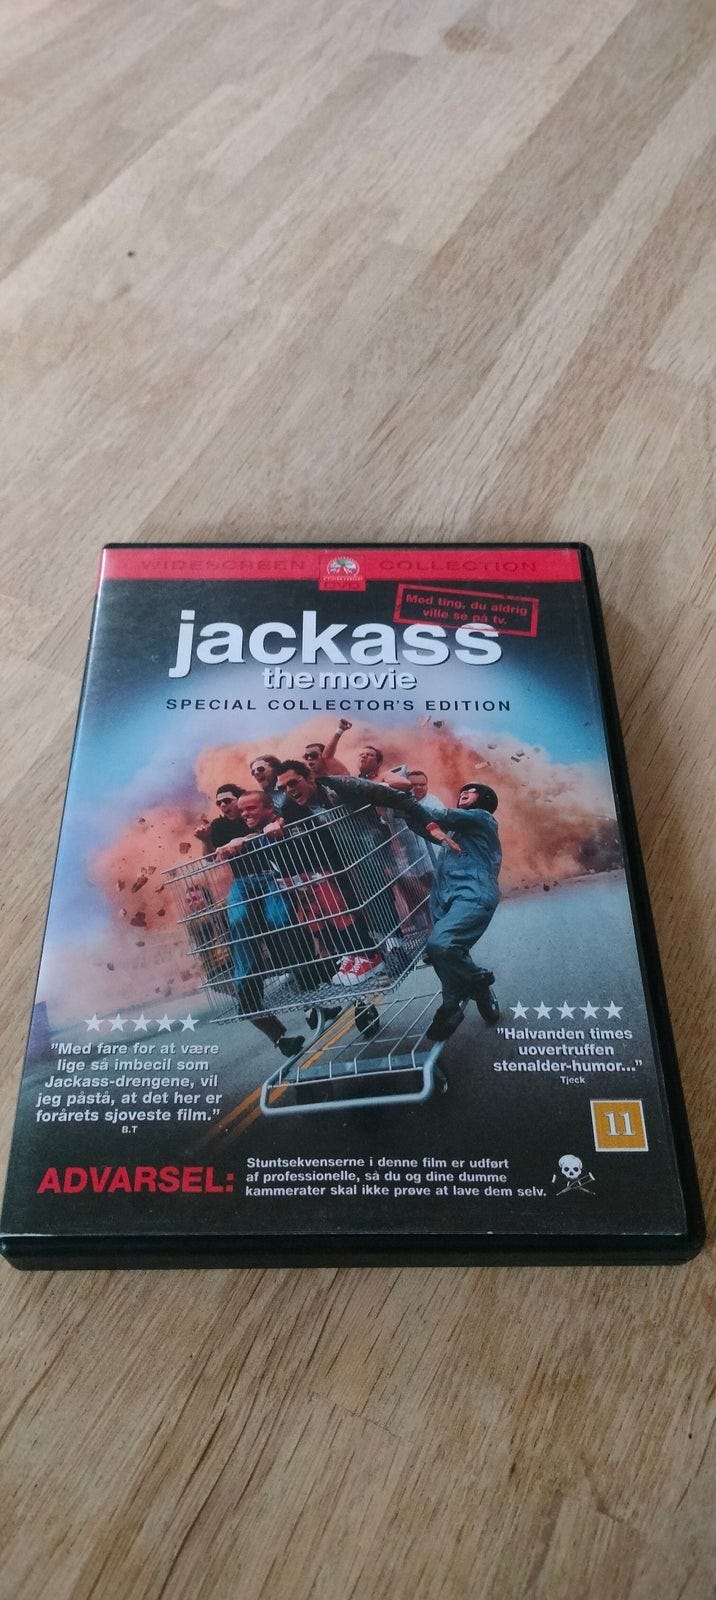 WIDESCREEN COLLECTION
DVD
Med ting, du aldrig
ville se på tv.
jackass
the movie
SPECIAL COLLECTOR'S EDITION
"Med fare for at være
lige så imbecil som
Jackass-drengene, vil
jeg påstå, at det her er
forårets sjoveste film."
B.T
"Halvanden times
uovertruffen
stenalder-humor..."
Tjeck
11
ADVARSEL:
Stuntsekvenserne i denne film er udført
af professionelle, så du og dine dumme
kammerater skal ikke prøve at lave dem selv.